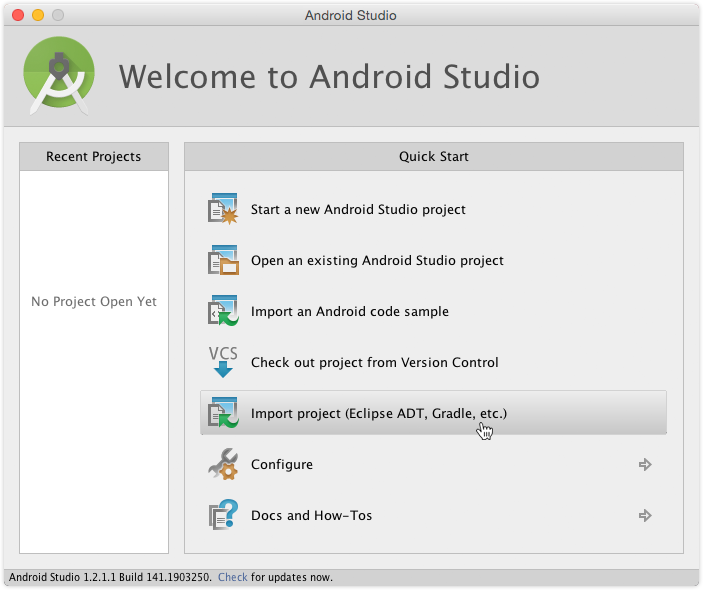 Android Studio
Welcome to Android Studio
Recent Projects
No Project Open Yet
Quick Start
Start a new Android Studio project
Open an existing Android Studio project
Import an Android code sample
VCS
Check out project from Version Control
Import project (Eclipse ADT, Gradle, etc.)
Configure
Docs and How-Tos
Android Studio 1.2.1.1 Build 141.1903250. Check for updates now.